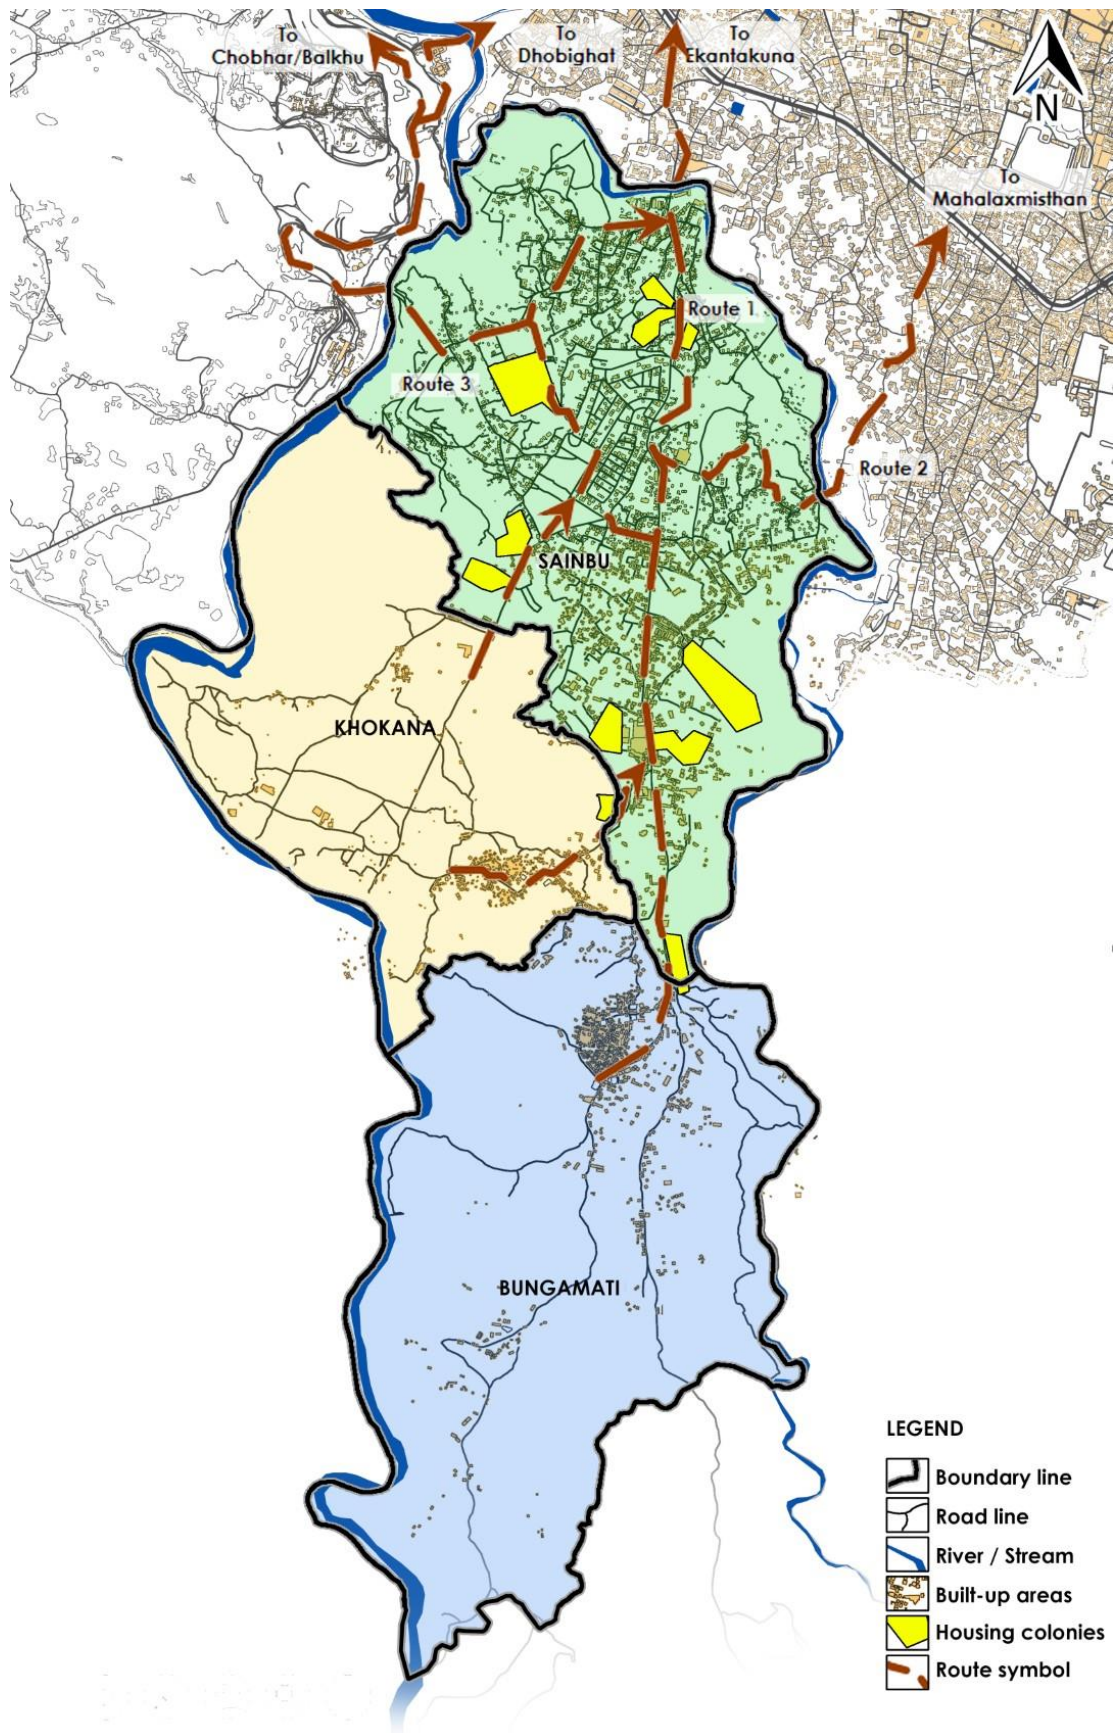 To
Chobhar/Balkhu
To
Dhobighat
To
Ekantakuna
N
To
Mahalaxmisthan
Route 1
Route 3
Route 2
SAINBU
KHOKANA
BUNGAMATI
LEGEND
Boundary line
Road line
River / Stream
Built-up areas
Housing colonies
Route symbol